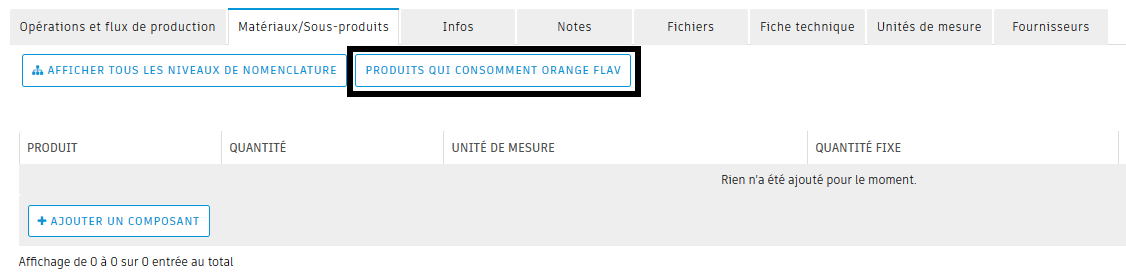 Opérations et flux de production Matériaux/Sous-produits Infos Notes Fichiers Fiche technique Unités de mesure Fournisseurs
AFFICHER TOUS LES NIVEAUX DE NOMENCLATURE PRODUITS QUI CONSOMMENT ORANGE FLAV
PRODUIT QUANTITÉ UNITÉ DE MESURE QUANTITÉ FIXE
Rien n'a été ajouté pour le moment.
+ AJOUTER UN COMPOSANT
Affichage de 0 à 0 sur 0 entrée au total